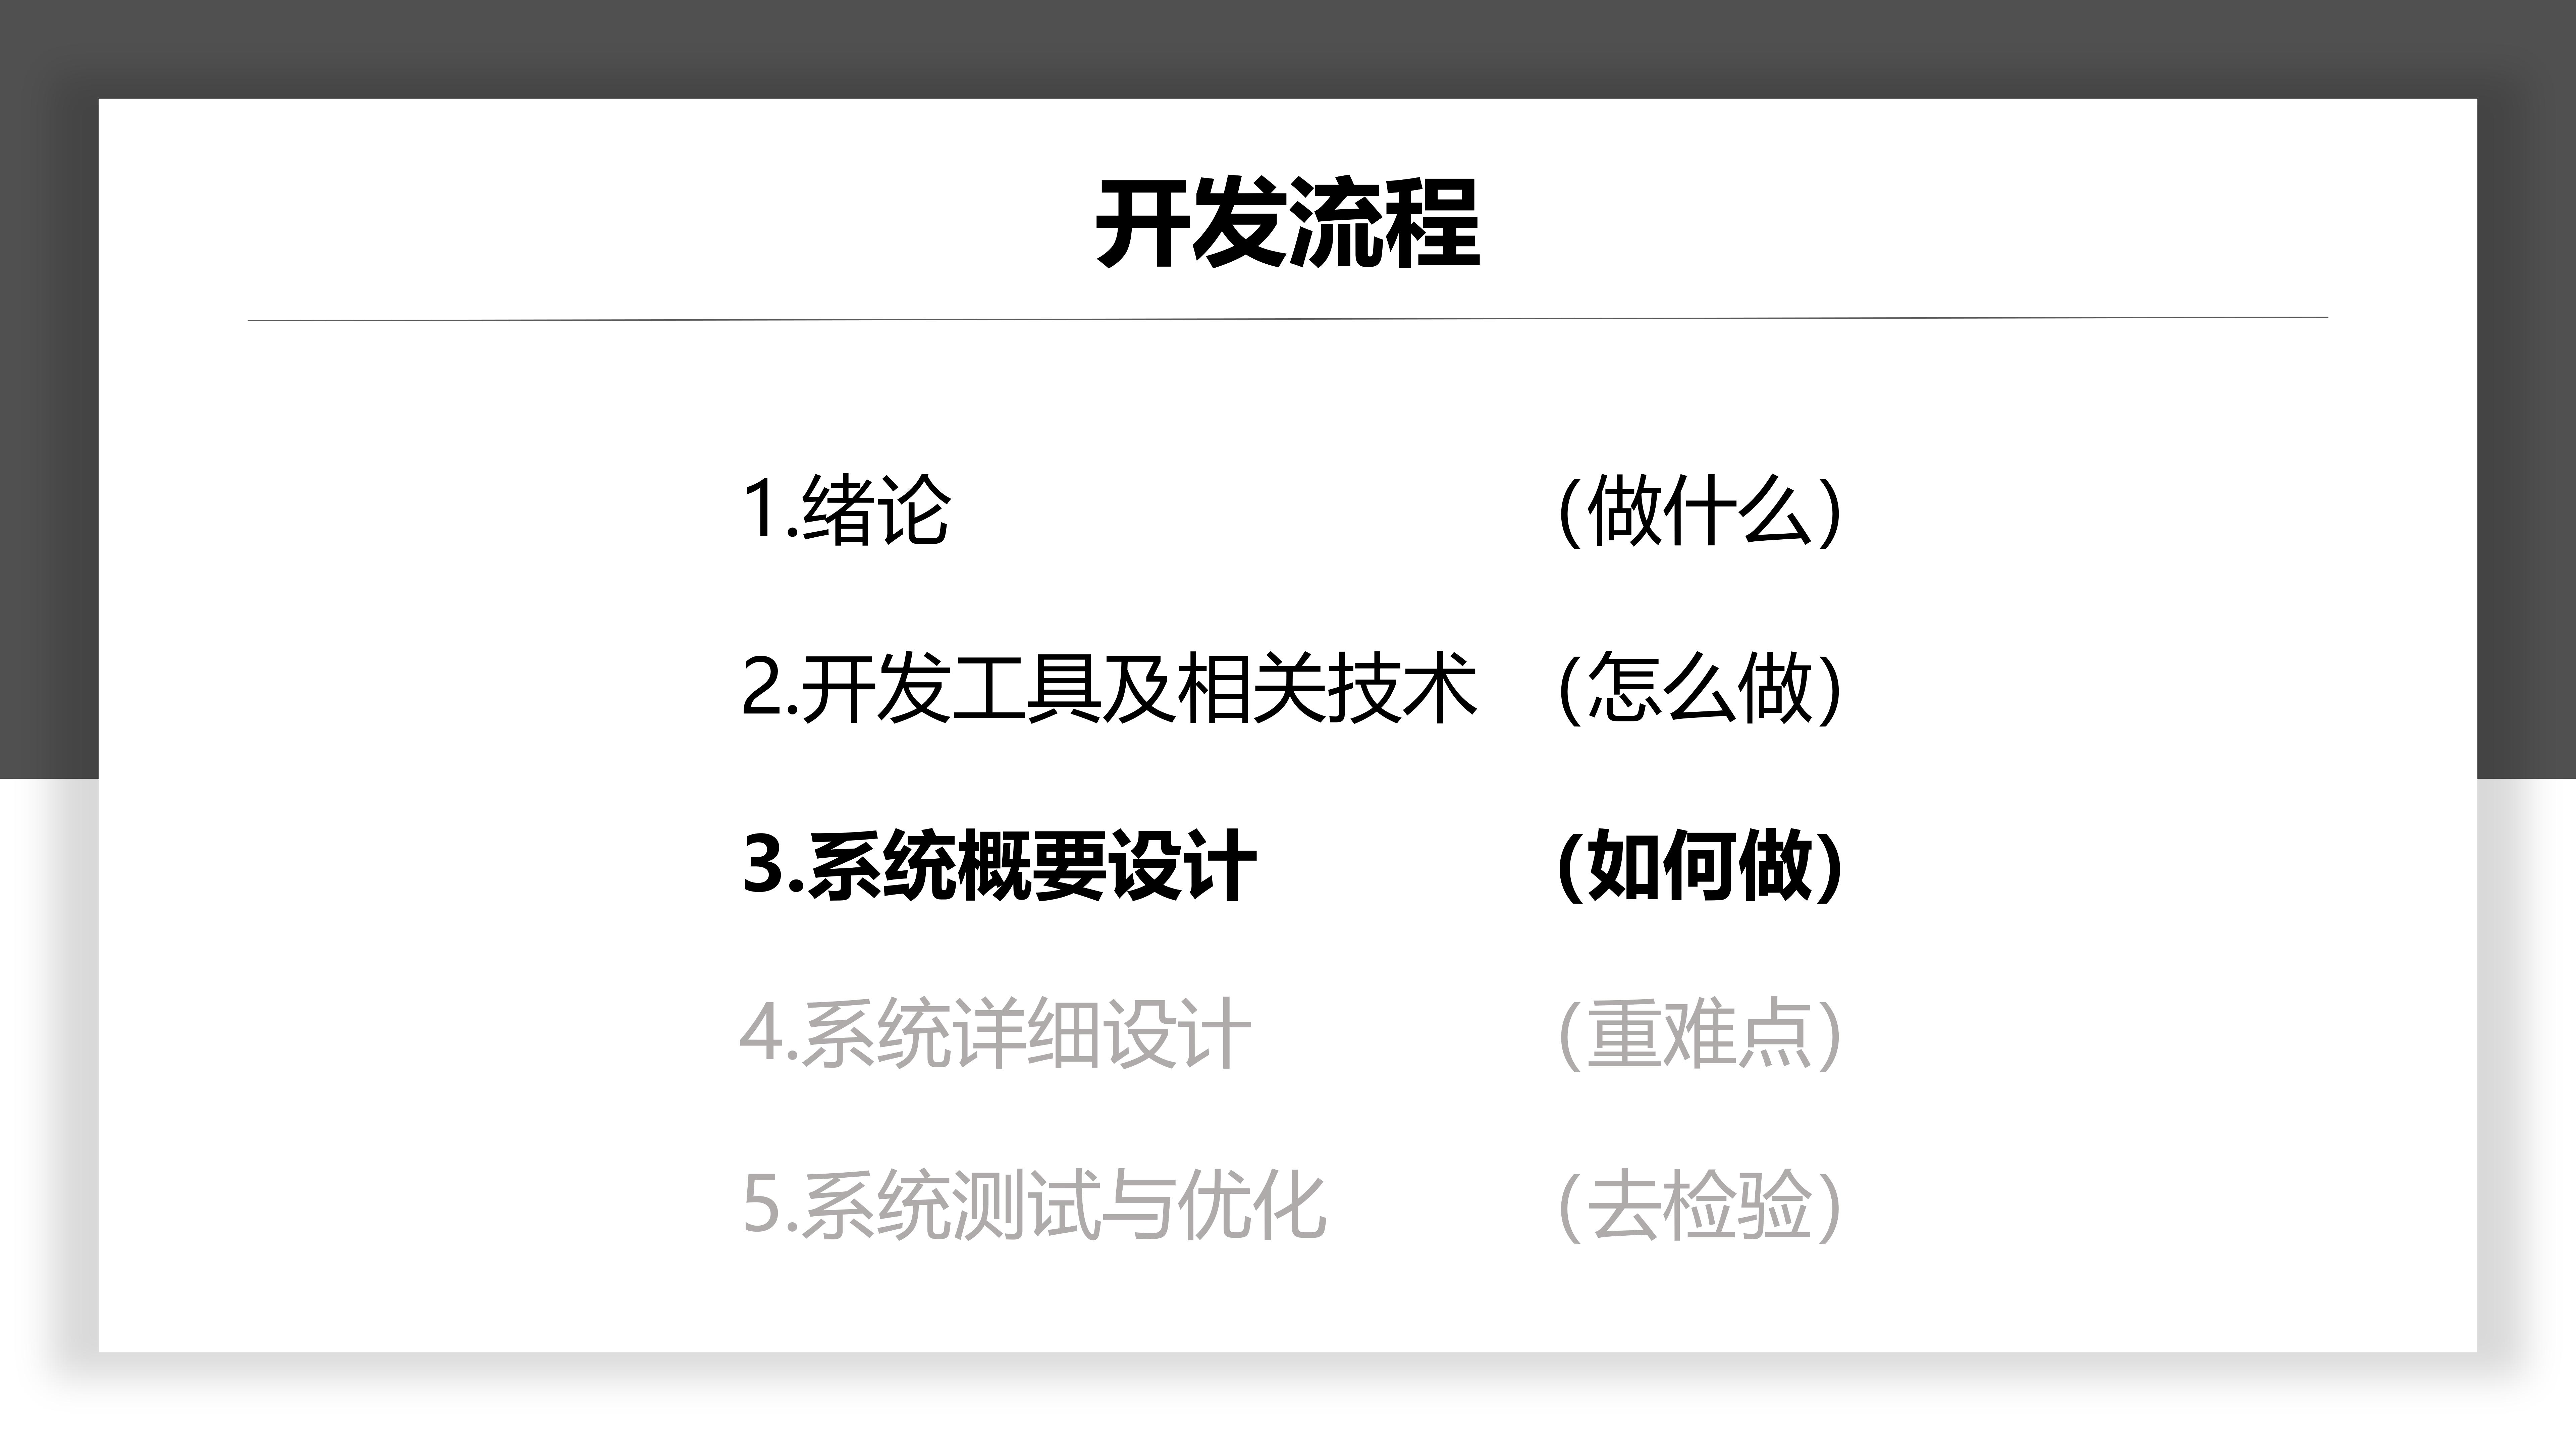 开发流程
1.绪论 (做什么)
2.开发工具及相关技术 (怎么做)
3.系统概要设计 (如何做)
4.系统详细设计 (重难点)
5.系统测试与优化 (去检验)